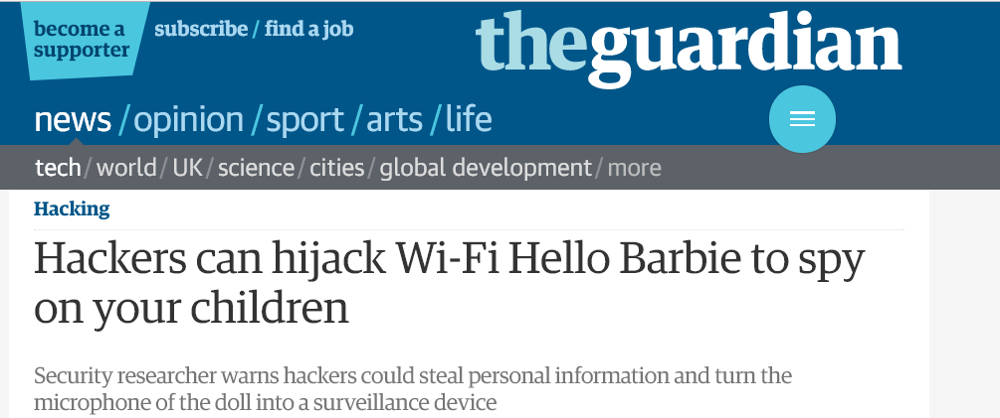 become a
supporter
subscribe / find a job
theguardian
news / opinion / sport / arts / life
tech / world / UK / science / cities / global development / more
Hacking
Hackers can hijack Wi-Fi Hello Barbie to spy
on your children
Security researcher warns hackers could steal personal information and turn the
microphone of the doll into a surveillance device